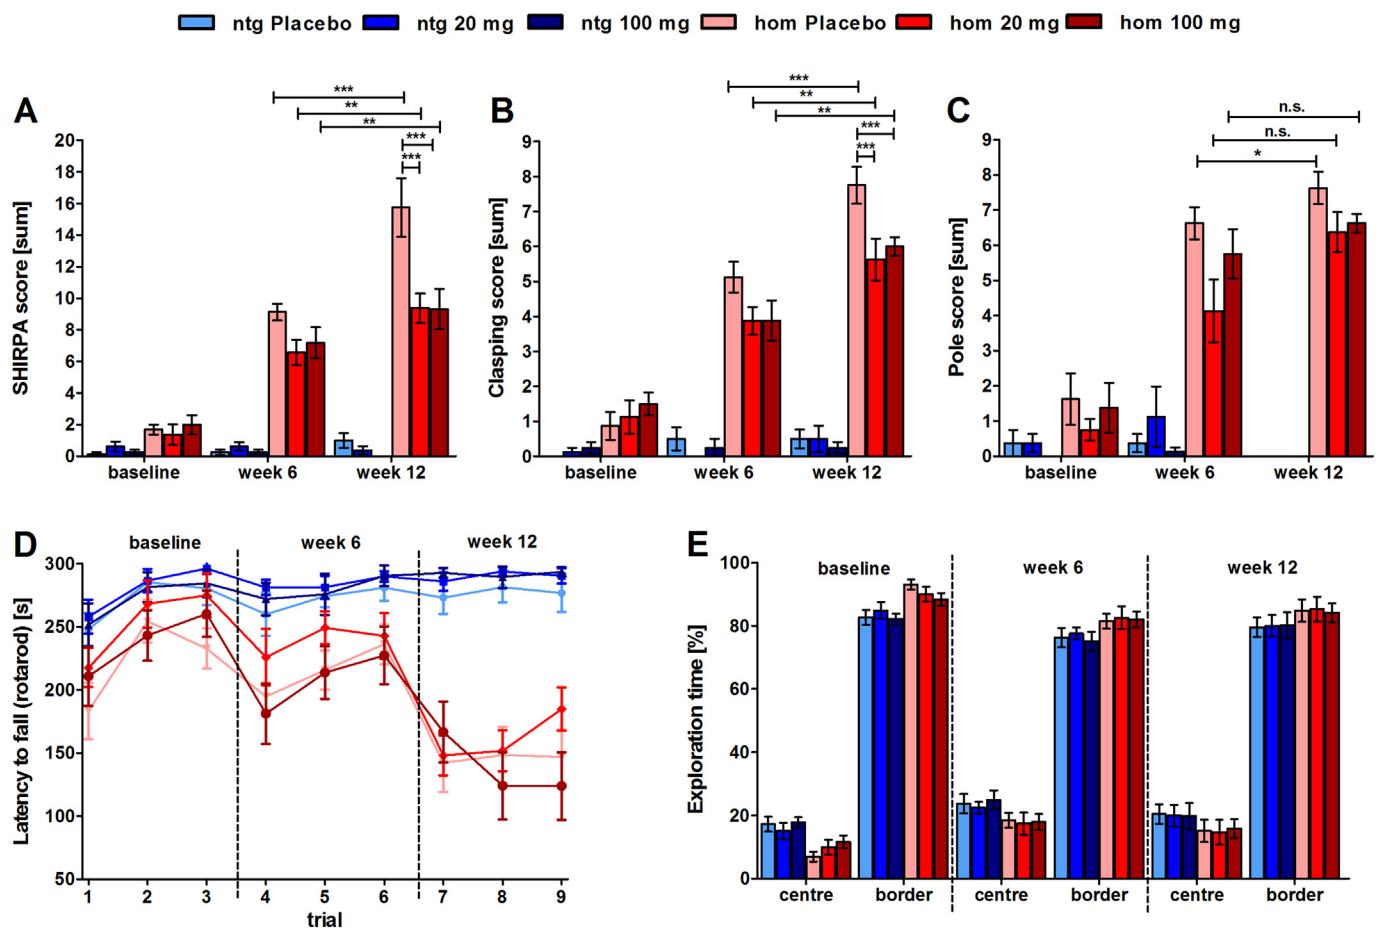 ntg Placebo ntg 20 mg ntg 100 mg hom Placebo hom 20 mg hom 100 mg
A
SHIRPA score [sum]
***
**
**
***
***
20
18
16
14
12
10
8
6
4
2
0
baseline week 6 week 12
B
Clasping score [sum]
***
**
**
***
***
9
8
7
6
5
4
3
2
1
0
baseline week 6 week 12
C
Pole score [sum]
n.s.
n.s.
*
9
8
7
6
5
4
3
2
1
0
baseline week 6 week 12
D
baseline week 6 week 12
Latency to fall (rotarod) [s]
300
250
200
150
100
50
1 2 3 4 5 6 7 8 9
trial
E
baseline week 6 week 12
Exploration time [%]
100
80
60
40
20
0
centre border centre border centre border